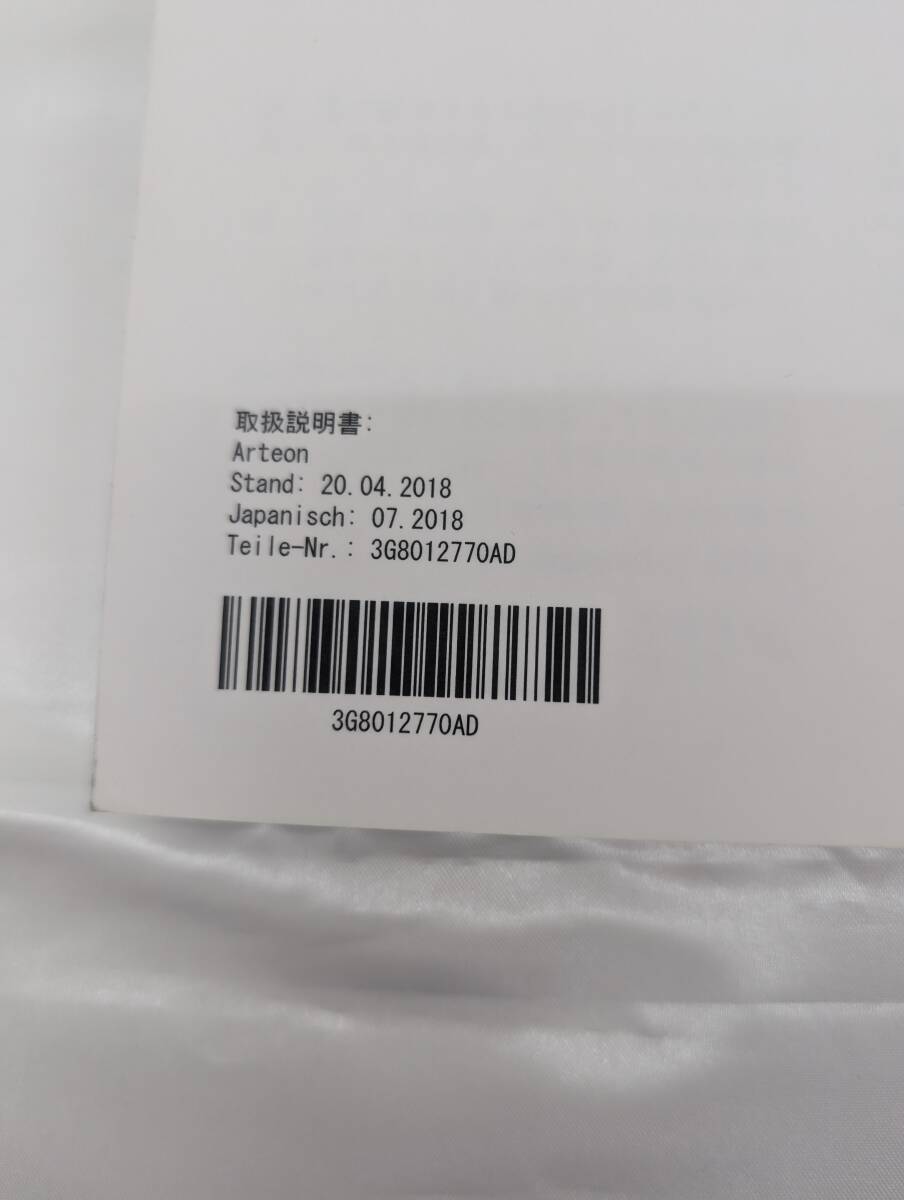 取扱説明書:
Arteon
Stand: 20.04.2018
Japanisch: 07.2018
Teile-Nr.: 3G8012770AD
3G8012770AD